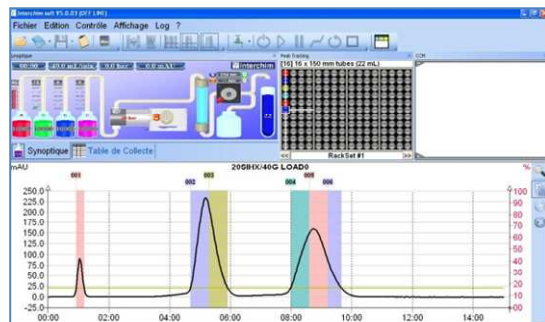 Interchim soft V5.0.03 (OFF LINE)
Fichier Edition Contrôle Affichage Log ?
Synoptique
Peak Tracking
CCM
[16] 16 x 150 mm tubes (22 mL)
interchim
Synoptique
Table de Collecte
<<
RackSet #1
>>
mAU
20SIHX/40G LOAD0
%
001
002
003
004
005
006
250.0
225.0
200.0
175.0
150.0
125.0
100.0
75.0
50.0
25.0
0.0
-25.0
100
90
80
70
60
50
40
30
20
10
00
00:00 02:00 04:00 06:00 08:00 10:00 12:00 14:00